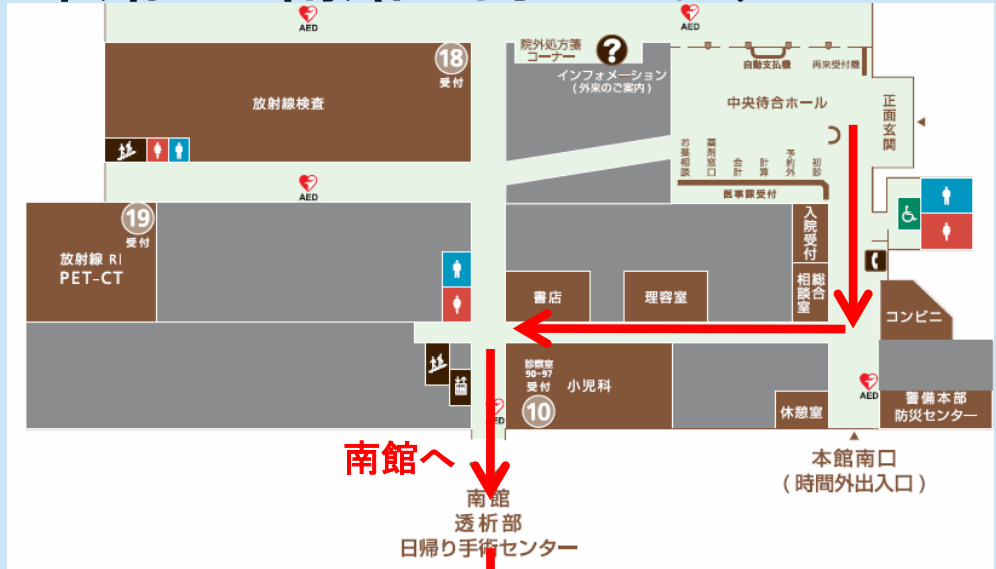 AED
AED
院外処方箋
コーナー
?
インフォメーション
(外来のご案内)
自動支払機
再来受付機
18
受付
放射線検査
中央待合ホール
正面玄関
お薬相談
薬剤窓口
会計
計算
予約外
初診
医事課受付
AED
19
受付
放射線 RI
PET-CT
入院受付
総合
相談室
書店
理容室
コンビニ
診察室
90-97
受付
10
小児科
AED
AED
休憩室
警備本部
防災センター
南館へ
本館南口
(時間外出入口)
南館
透析部
日帰り手術センター